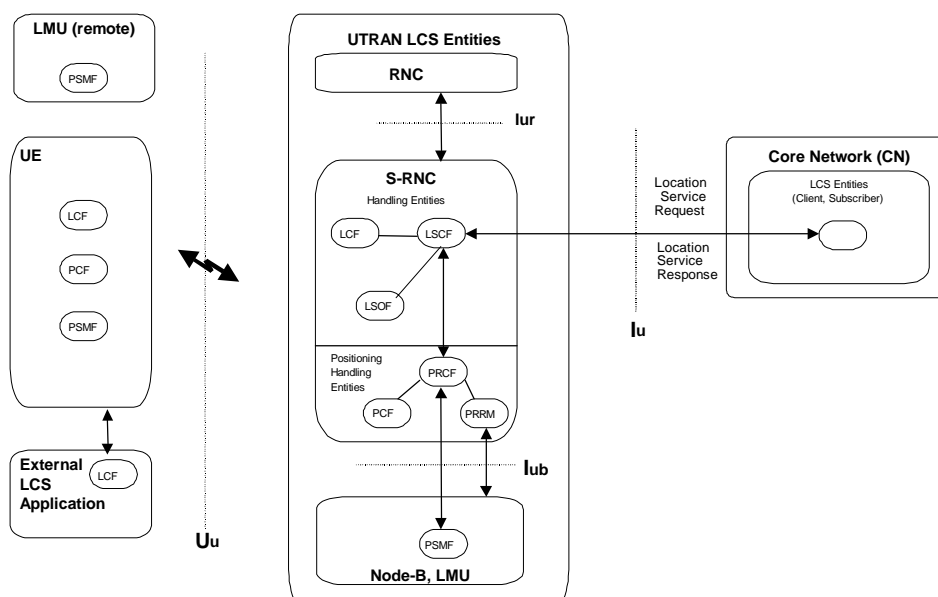 LMU (remote)
PSMF
UE
LCF
PCF
PSMF
External
LCS
Application
LCF
Uu
UTRAN LCS Entities
RNC
Iur
S-RNC
Handling Entities
LCF
LSCF
LSOF
Positioning
Handling
Entities
PRCF
PCF
PRRM
Iub
PSMF
Node-B, LMU
Location
Service
Request
Location
Service
Response
Iu
Core Network (CN)
LCS Entities
(Client, Subscriber)